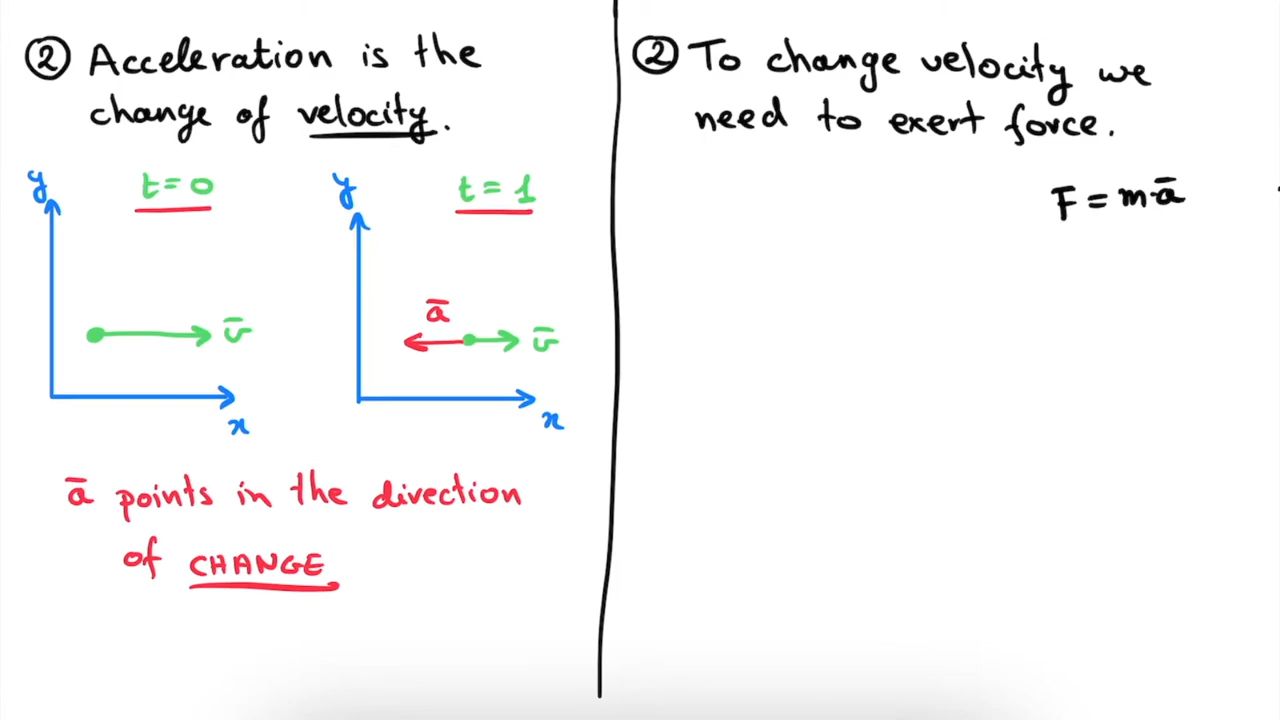 ② Acceleration is the
change of velocity.
t = 0
t = 1
y
y
a̅
v̅
v̅
x
x
a̅ points in the direction
of CHANGE
② To change velocity we
need to exert force.
F = m·a̅